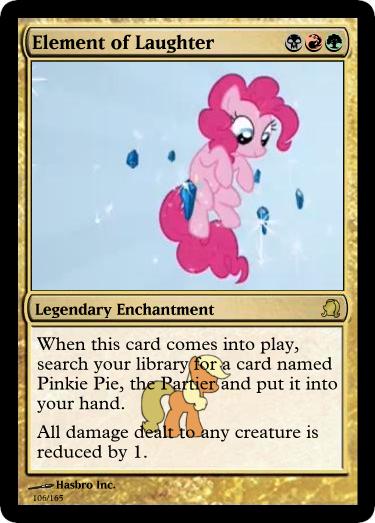 Element of Laughter
Legendary Enchantment
When this card comes into play,
search your library for a card named
Pinkie Pie, the Partier and put it into
your hand.
All damage dealt to any creature is
reduced by 1.
Hasbro Inc.
106/165